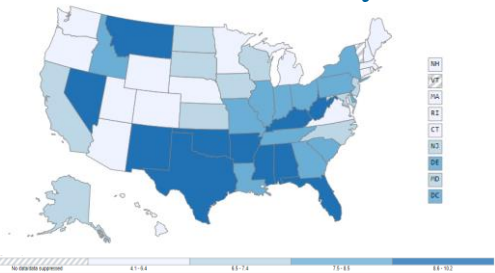 NH
VT
MA
RI
CT
NJ
DE
MD
DC
No data/data suppressed
4.1 - 6.4
6.5 - 7.4
7.5 - 8.5
8.6 - 10.2